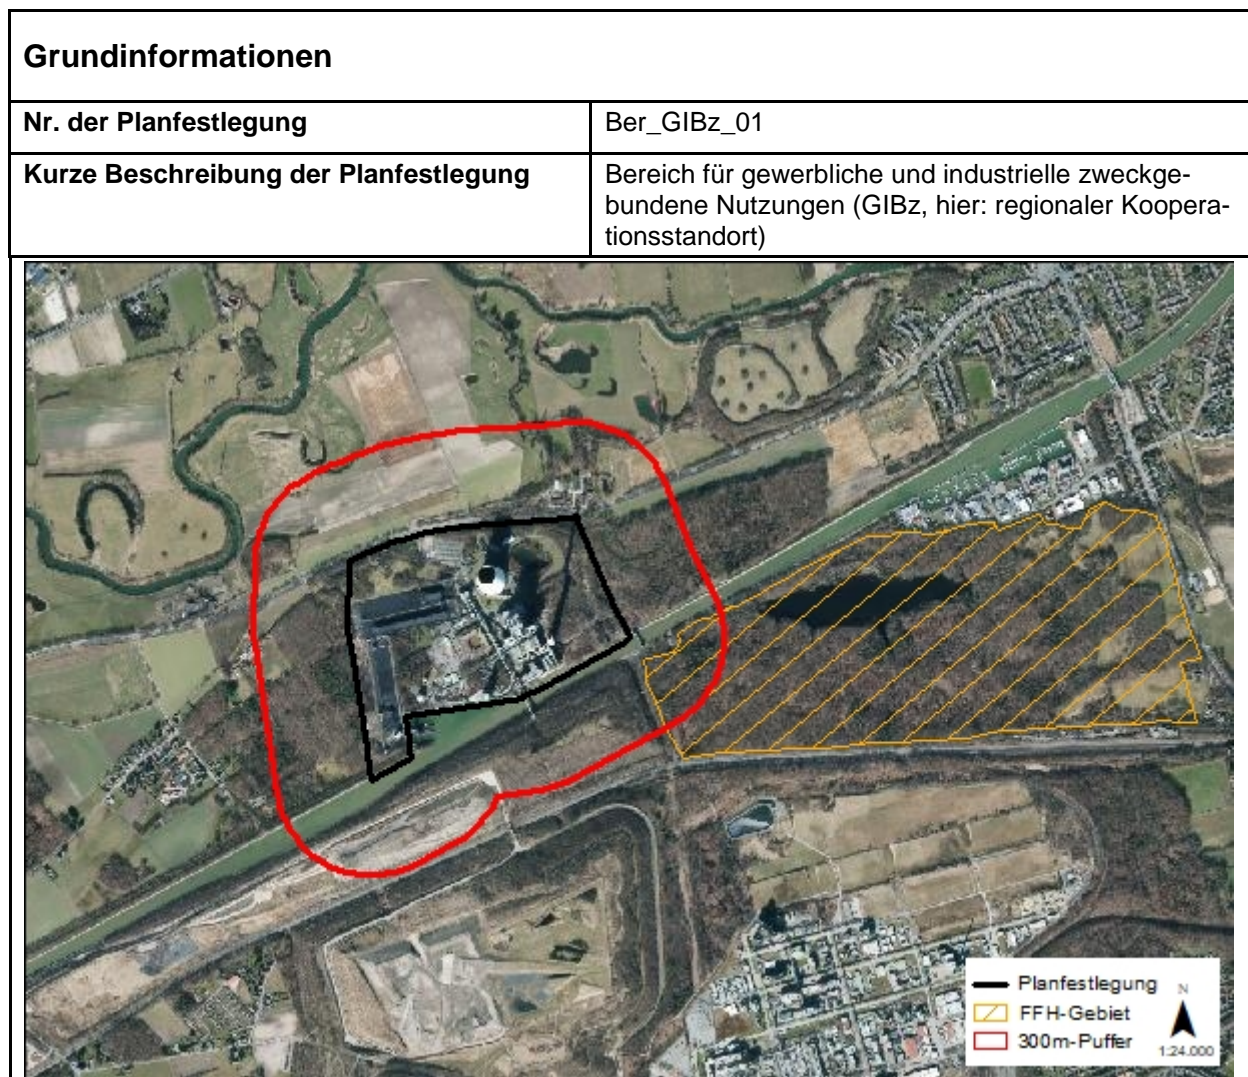 Grundinformationen
Nr. der Planfestlegung
Ber_GIBz_01
Kurze Beschreibung der Planfestlegung
Bereich für gewerbliche und industrielle zweckge-
bundene Nutzungen (GIBz, hier: regionaler Koopera-
tionsstandort)
Planfestlegung
N
FFH-Gebiet
300m-Puffer
1:24.000